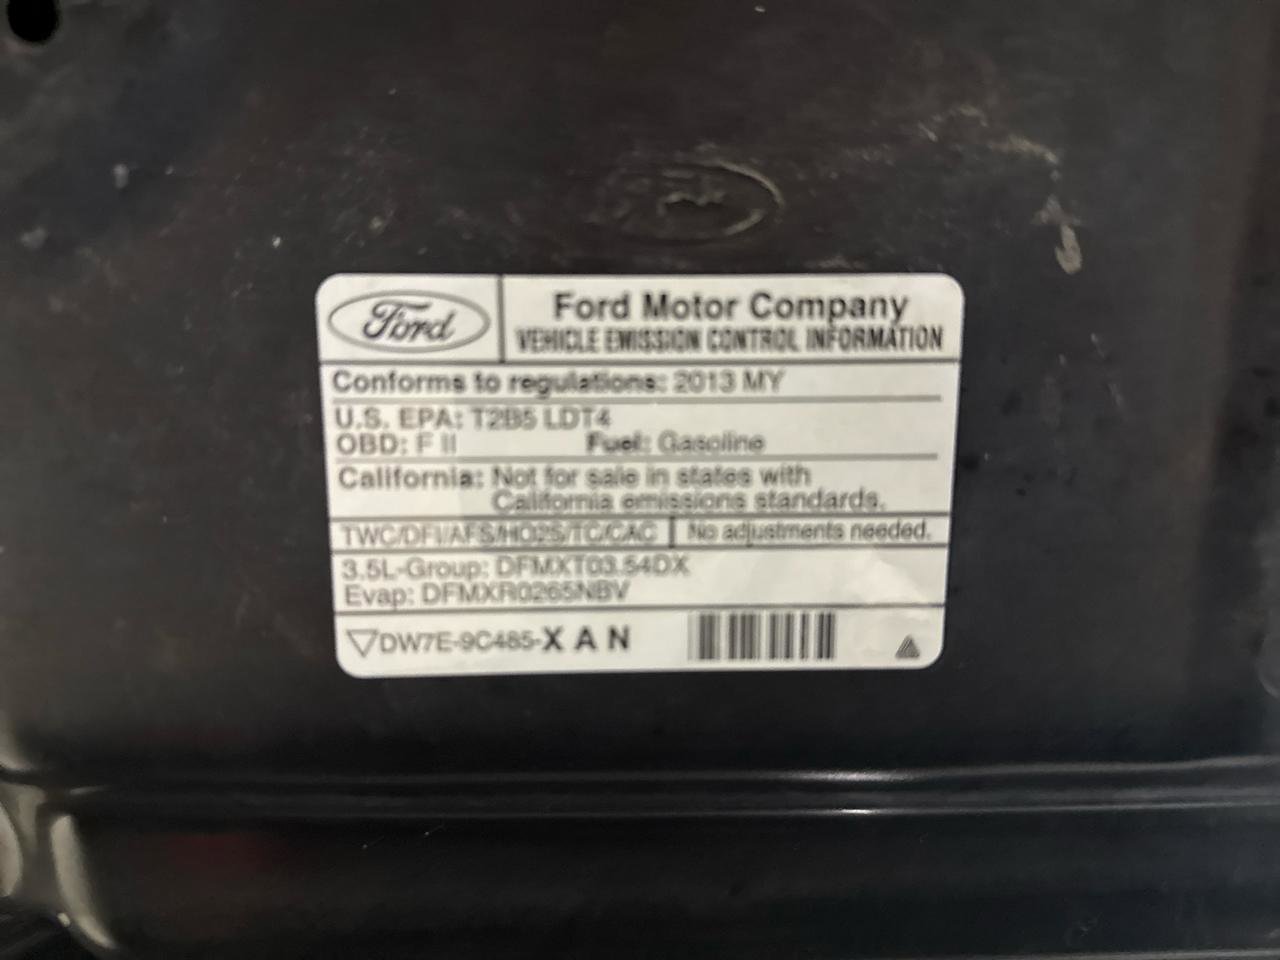 Ford
Ford Motor Company
VEHICLE EMISSION CONTROL INFORMATION
Conforms to regulations: 2013 MY
U.S. EPA: T2B5 LDT4
OBD: F II Fuel: Gasoline
California: Not for sale in states with
California emissions standards.
TWC/DFI/AFS/HO2S/TC/CAC No adjustments needed.
3.5L-Group: DFMXT03.54DX
Evap: DFMXR0265NBV
DW7E-9C485-X A N